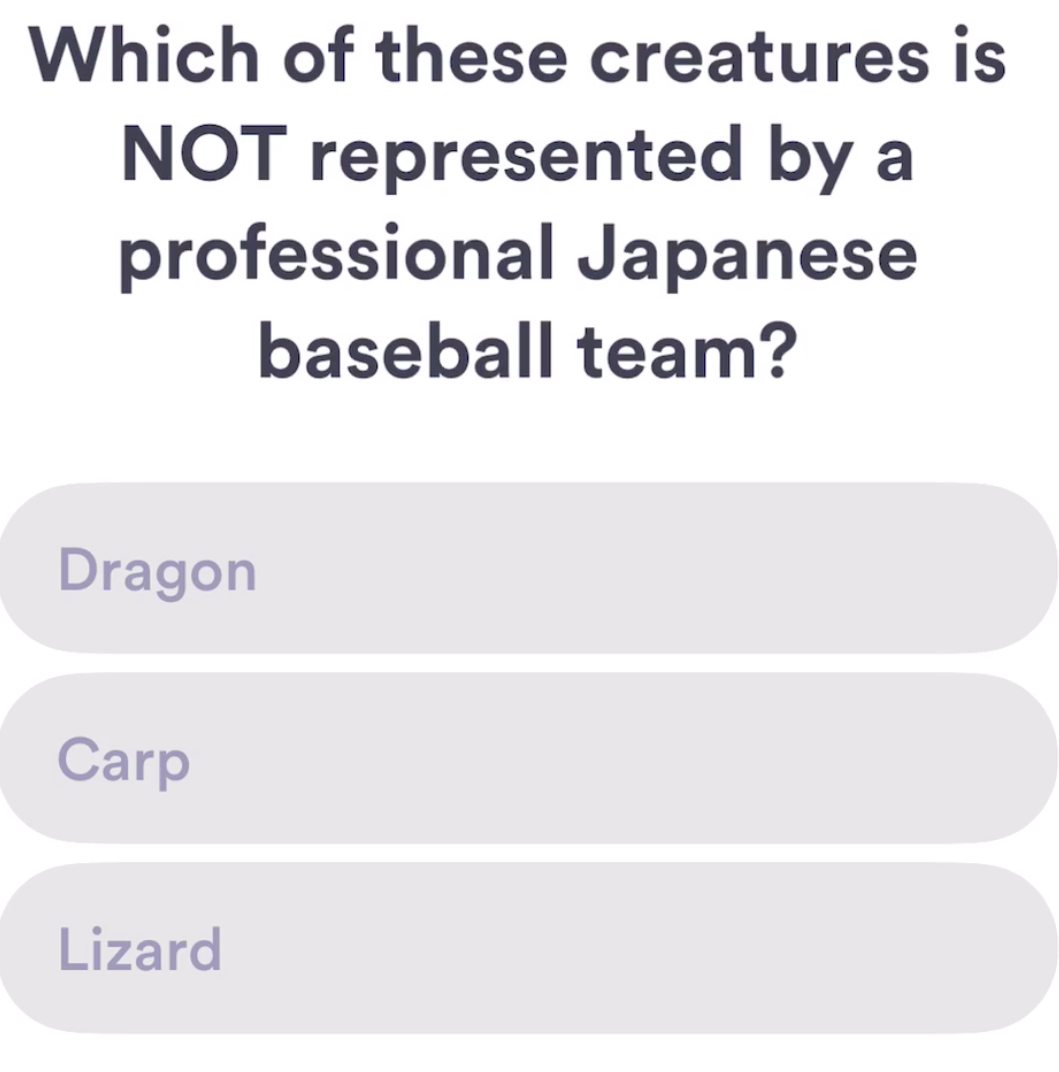 Which of these creatures is
NOT represented by a
professional Japanese
baseball team?
Dragon
Carp
Lizard